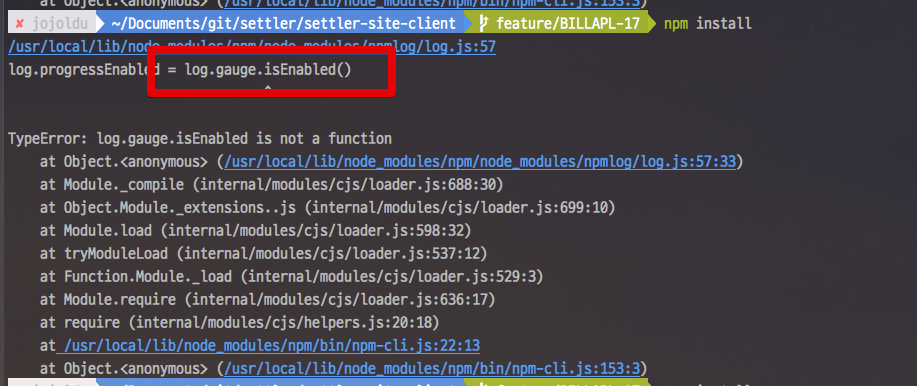 at Object.<anonymous> (/usr/local/lib/node_modules/npm/bin/npm-cli.js:153:3)
✘ jojoldu ~/Documents/git/settler/settler-site-client feature/BILLAPL-17 npm install
/usr/local/lib/node_modules/npm/node_modules/npmlog/log.js:57
log.progressEnabled = log.gauge.isEnabled()
^
TypeError: log.gauge.isEnabled is not a function
at Object.<anonymous> (/usr/local/lib/node_modules/npm/node_modules/npmlog/log.js:57:33)
at Module._compile (internal/modules/cjs/loader.js:688:30)
at Object.Module._extensions..js (internal/modules/cjs/loader.js:699:10)
at Module.load (internal/modules/cjs/loader.js:598:32)
at tryModuleLoad (internal/modules/cjs/loader.js:537:12)
at Function.Module._load (internal/modules/cjs/loader.js:529:3)
at Module.require (internal/modules/cjs/loader.js:636:17)
at require (internal/modules/cjs/helpers.js:20:18)
at /usr/local/lib/node_modules/npm/bin/npm-cli.js:22:13
at Object.<anonymous> (/usr/local/lib/node_modules/npm/bin/npm-cli.js:153:3)